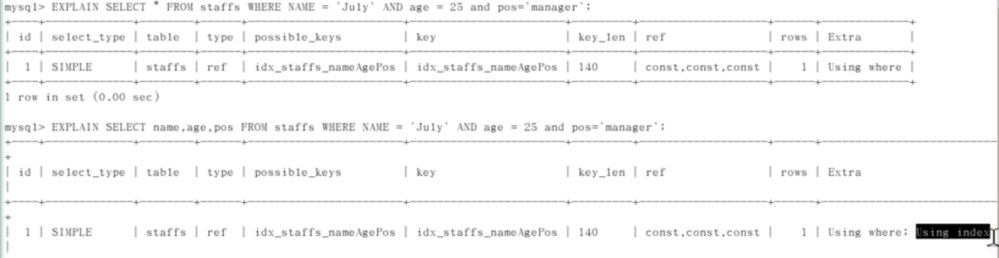 mysql> EXPLAIN SELECT * FROM staffs WHERE NAME = 'July' AND age = 25 and pos='manager';
+----+-------------+--------+------+-----------------------+-----------------------+---------+-------------------+------+-------------+
| id | select_type | table | type | possible_keys | key | key_len | ref | rows | Extra |
+----+-------------+--------+------+-----------------------+-----------------------+---------+-------------------+------+-------------+
| 1 | SIMPLE | staffs | ref | idx_staffs_nameAgePos | idx_staffs_nameAgePos | 140 | const,const,const | 1 | Using where |
+----+-------------+--------+------+-----------------------+-----------------------+---------+-------------------+------+-------------+
1 row in set (0.00 sec)
mysql> EXPLAIN SELECT name,age,pos FROM staffs WHERE NAME = 'July' AND age = 25 and pos='manager';
+----+-------------+--------+------+-----------------------+-----------------------+---------+-------------------+------+--------------------------
+
| id | select_type | table | type | possible_keys | key | key_len | ref | rows | Extra
|
+----+-------------+--------+------+-----------------------+-----------------------+---------+-------------------+------+--------------------------
+
| 1 | SIMPLE | staffs | ref | idx_staffs_nameAgePos | idx_staffs_nameAgePos | 140 | const,const,const | 1 | Using where; Using index
|